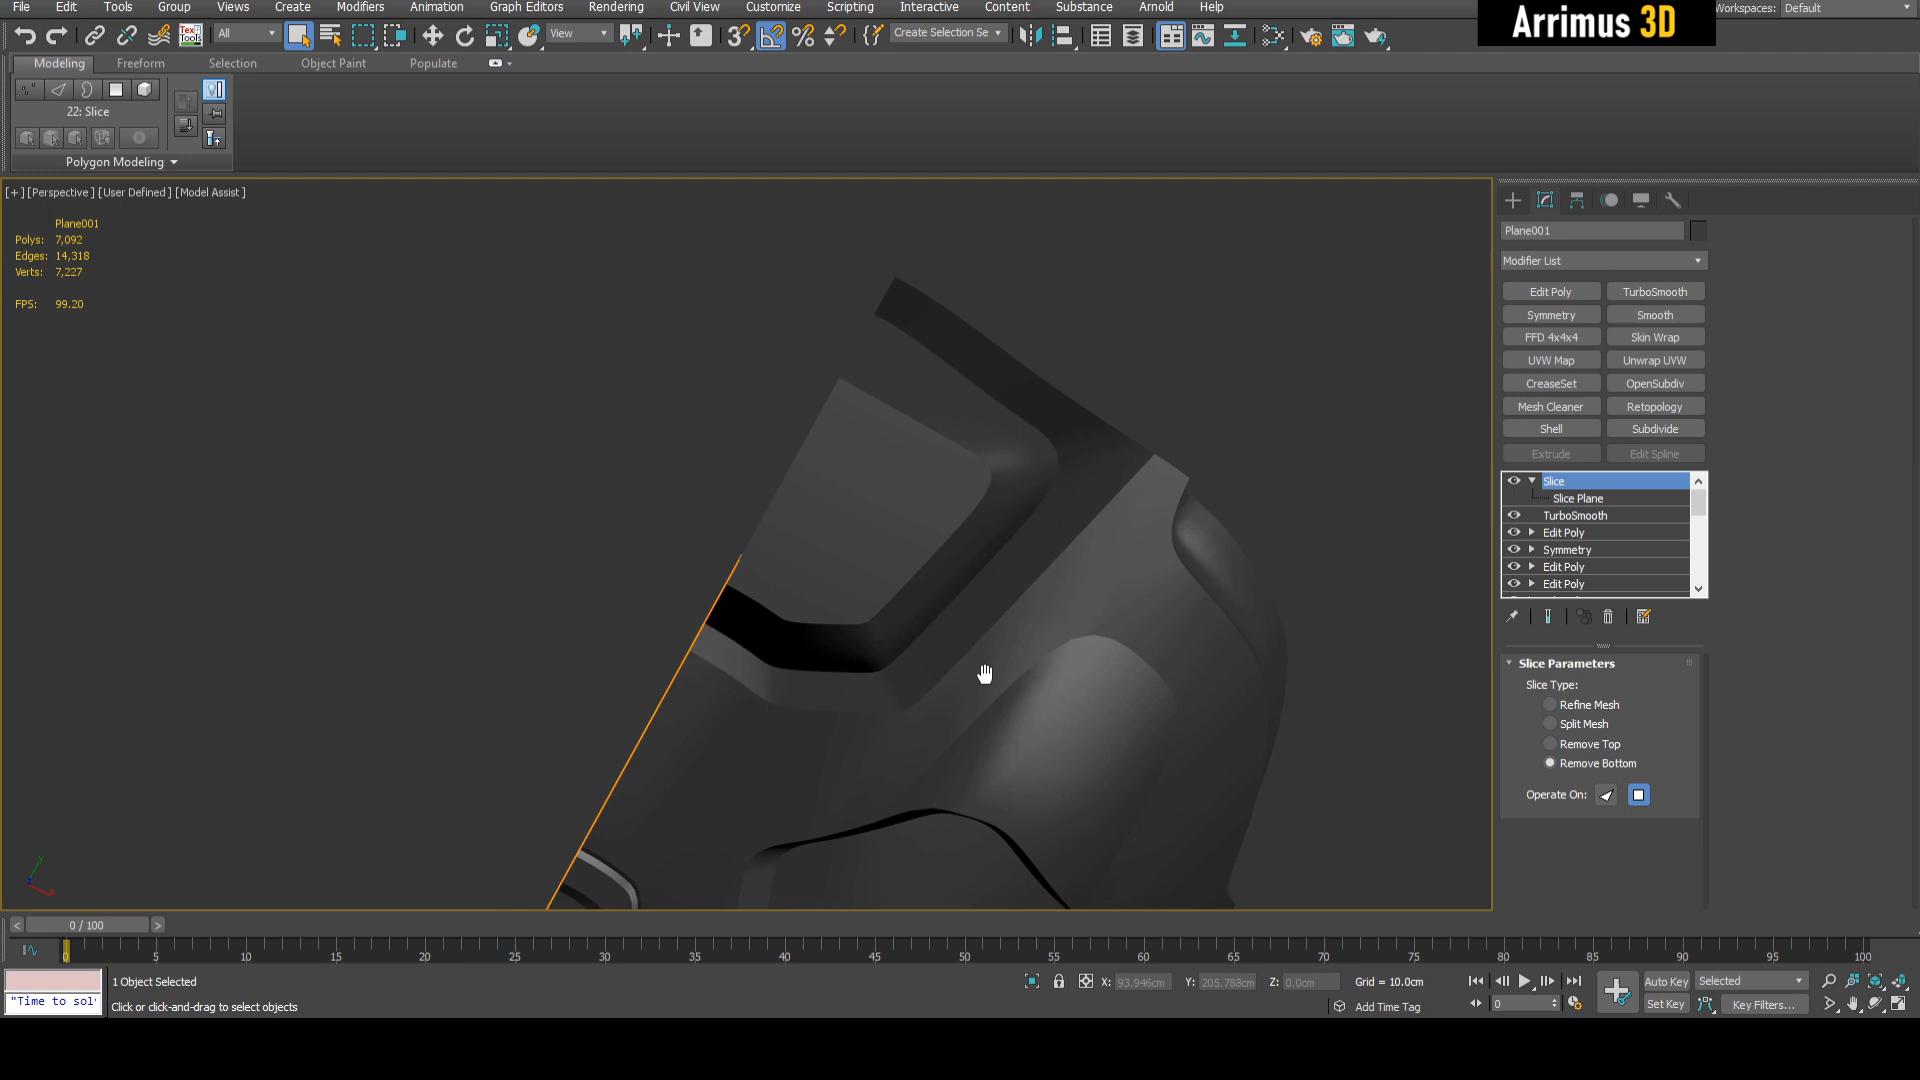 File Edit Tools Group Views Create Modifiers Animation Graph Editors Rendering Civil View Customize Scripting Interactive Content Substance Arnold Help
Workspaces: Default
Arrimus 3D
All
View
Create Selection Se
Modeling Freeform Selection Object Paint Populate
22: Slice
Polygon Modeling
[+] [Perspective ] [User Defined ] [Model Assist ]
Plane001
Polys: 7,092
Edges: 14,318
Verts: 7,227
FPS: 99.20
Plane001
Modifier List
Edit Poly TurboSmooth
Symmetry Smooth
FFD 4x4x4 Skin Wrap
UVW Map Unwrap UVW
CreaseSet OpenSubdiv
Mesh Cleaner Retopology
Shell Subdivide
Extrude Edit Spline
Slice
Slice Plane
TurboSmooth
Edit Poly
Symmetry
Edit Poly
Edit Poly
Slice Parameters
Slice Type:
Refine Mesh
Split Mesh
Remove Top
Remove Bottom
Operate On:
y
x
< 0 / 100 >
0 5 10 15 20 25 30 35 40 45 50 55 60 65 70 75 80 85 90 95 100
1 Object Selected
X: 93.946cm Y: 205.788cm Z: 0.0cm Grid = 10.0cm
Auto Key Selected
"Time to sol
Click or click-and-drag to select objects
Add Time Tag
0
Set Key Key Filters...